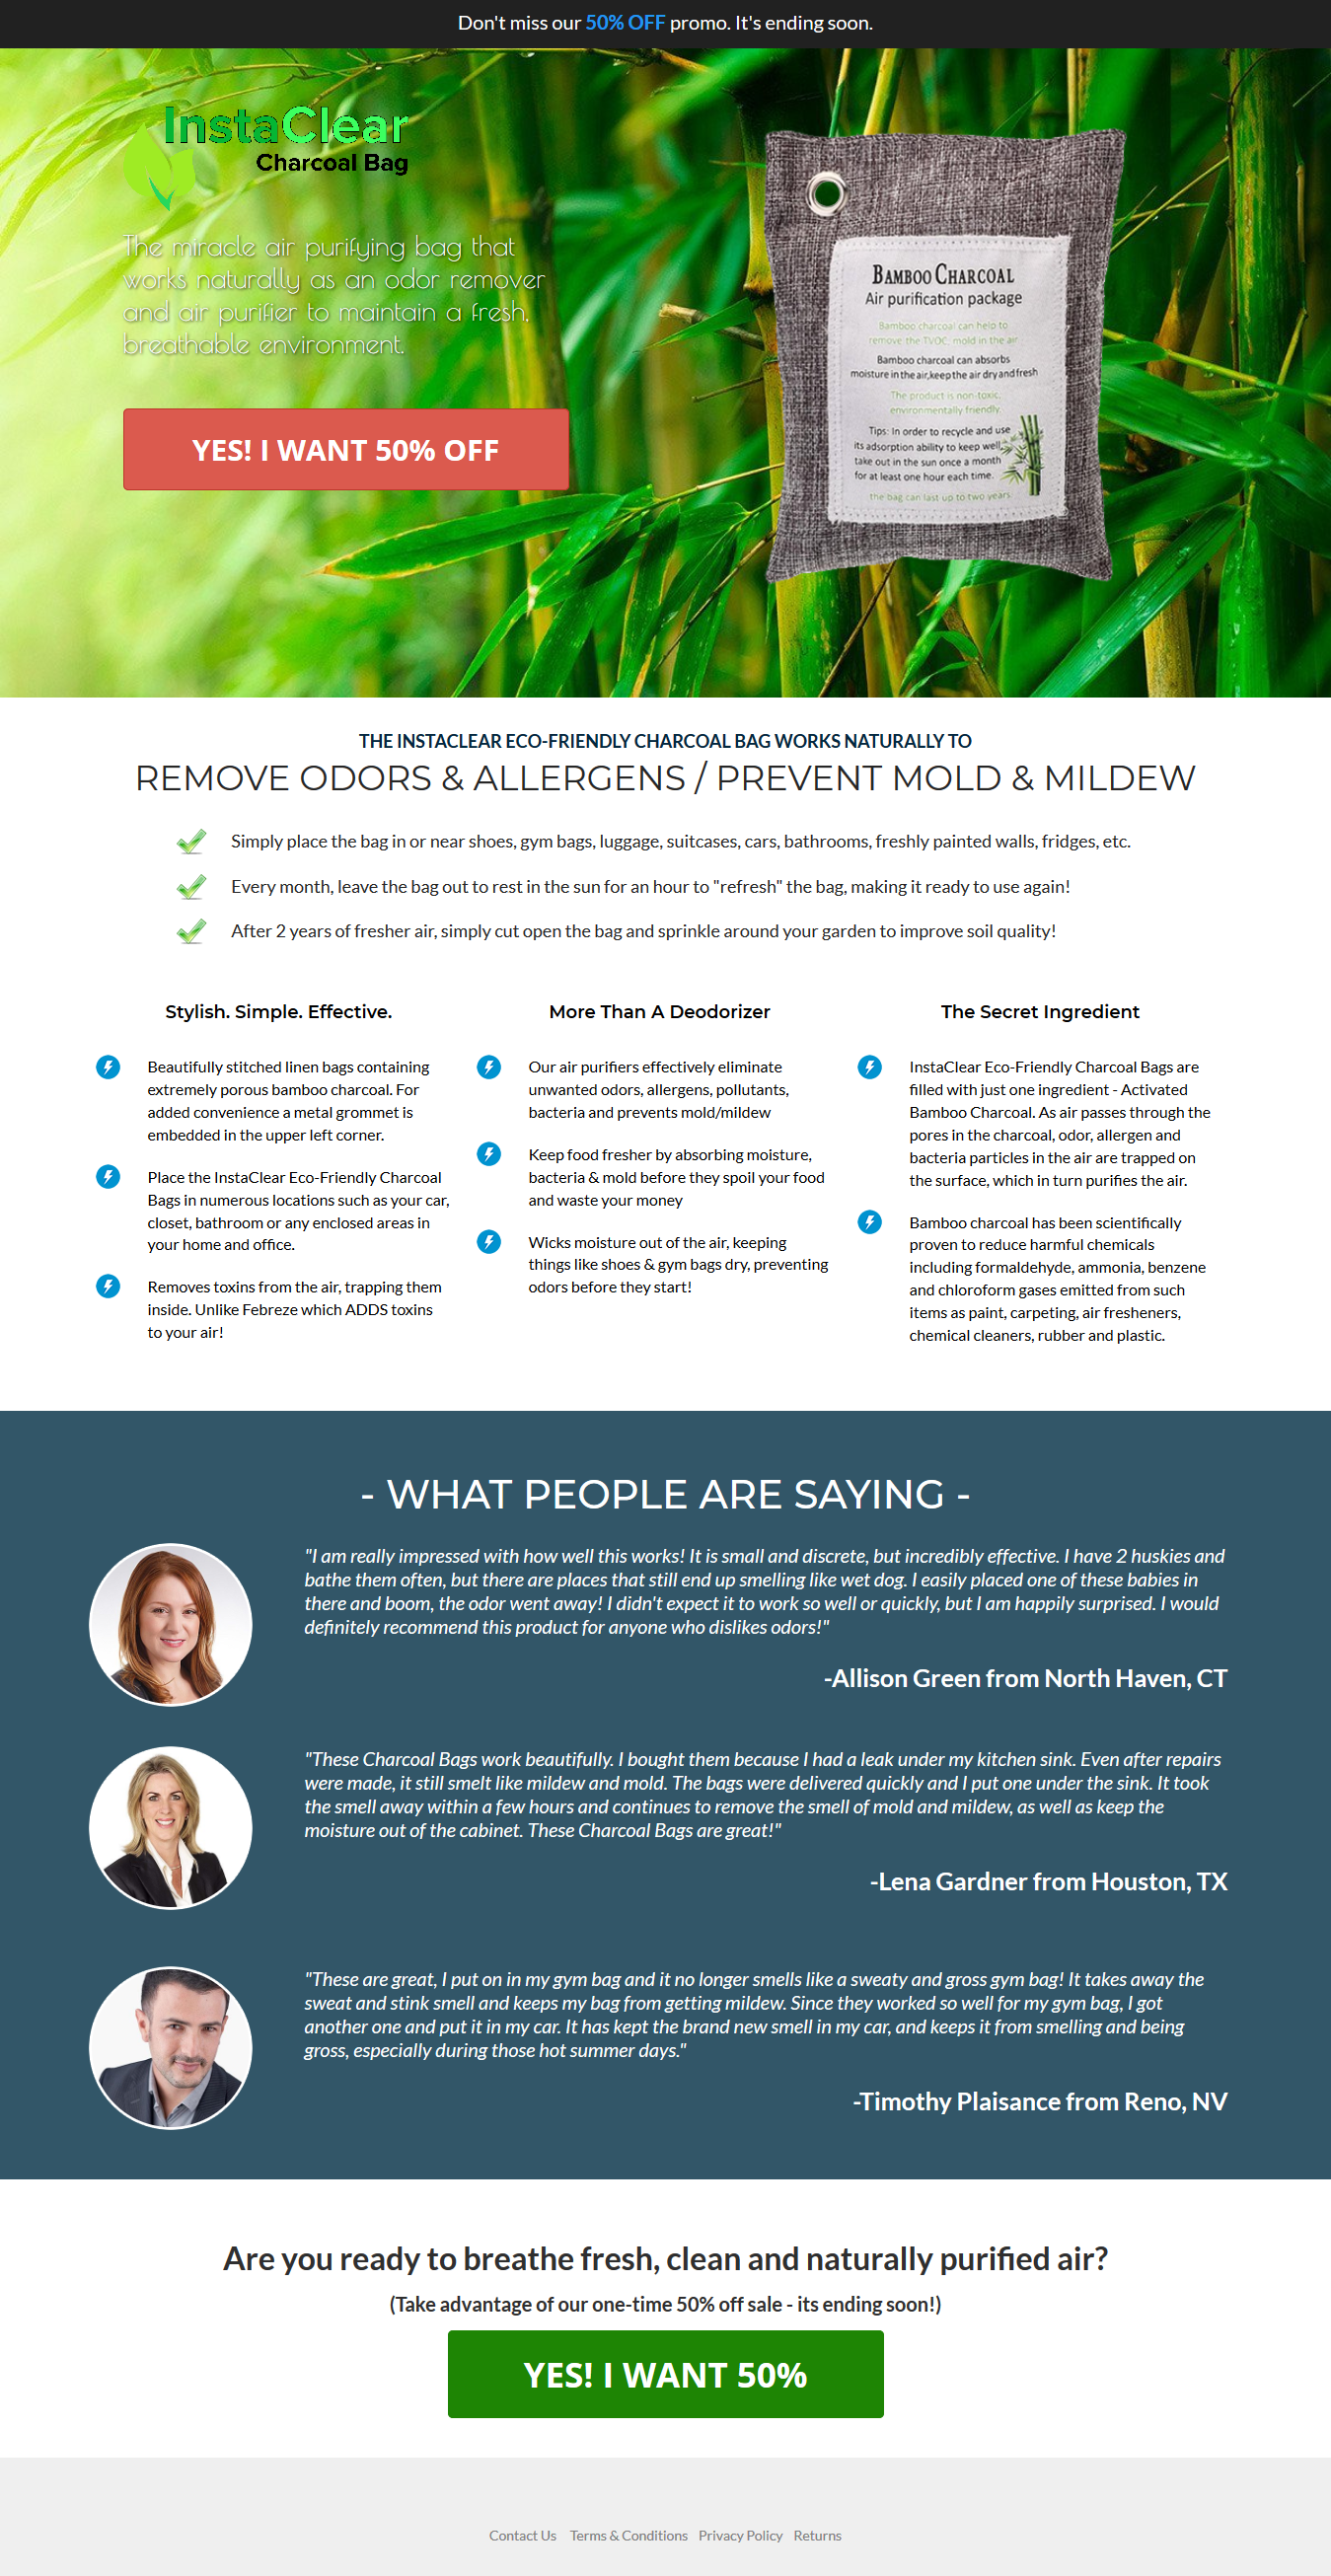 Don't miss our 50% OFF promo. It's ending soon.
InstaClear
Charcoal Bag
The miracle air purifying bag that
works naturally as an odor remover
and air purifier to maintain a fresh,
breathable environment.
YES! I WANT 50% OFF
BAMBOO CHARCOAL
Air purification package
Bamboo charcoal can help to
remove the TVOC, mold in the air
Bamboo charcoal can absorbs
moisture in the air,keep the air dry and fresh
The product is non-toxic,
environmentally friendly.
Tips: In order to recycle and use
its adsorption ability to keep well,
take out in the sun once a month
for at least one hour each time.
the bag can last up to two years
THE INSTACLEAR ECO-FRIENDLY CHARCOAL BAG WORKS NATURALLY TO
REMOVE ODORS & ALLERGENS / PREVENT MOLD & MILDEW
Simply place the bag in or near shoes, gym bags, luggage, suitcases, cars, bathrooms, freshly painted walls, fridges, etc.
Every month, leave the bag out to rest in the sun for an hour to "refresh" the bag, making it ready to use again!
After 2 years of fresher air, simply cut open the bag and sprinkle around your garden to improve soil quality!
Stylish. Simple. Effective.
Beautifully stitched linen bags containing
extremely porous bamboo charcoal. For
added convenience a metal grommet is
embedded in the upper left corner.
Place the InstaClear Eco-Friendly Charcoal
Bags in numerous locations such as your car,
closet, bathroom or any enclosed areas in
your home and office.
Removes toxins from the air, trapping them
inside. Unlike Febreze which ADDS toxins
to your air!
More Than A Deodorizer
Our air purifiers effectively eliminate
unwanted odors, allergens, pollutants,
bacteria and prevents mold/mildew
Keep food fresher by absorbing moisture,
bacteria & mold before they spoil your food
and waste your money
Wicks moisture out of the air, keeping
things like shoes & gym bags dry, preventing
odors before they start!
The Secret Ingredient
InstaClear Eco-Friendly Charcoal Bags are
filled with just one ingredient - Activated
Bamboo Charcoal. As air passes through the
pores in the charcoal, odor, allergen and
bacteria particles in the air are trapped on
the surface, which in turn purifies the air.
Bamboo charcoal has been scientifically
proven to reduce harmful chemicals
including formaldehyde, ammonia, benzene
and chloroform gases emitted from such
items as paint, carpeting, air fresheners,
chemical cleaners, rubber and plastic.
- WHAT PEOPLE ARE SAYING -
"I am really impressed with how well this works! It is small and discrete, but incredibly effective. I have 2 huskies and
bathe them often, but there are places that still end up smelling like wet dog. I easily placed one of these babies in
there and boom, the odor went away! I didn't expect it to work so well or quickly, but I am happily surprised. I would
definitely recommend this product for anyone who dislikes odors!"
-Allison Green from North Haven, CT
"These Charcoal Bags work beautifully. I bought them because I had a leak under my kitchen sink. Even after repairs
were made, it still smelt like mildew and mold. The bags were delivered quickly and I put one under the sink. It took
the smell away within a few hours and continues to remove the smell of mold and mildew, as well as keep the
moisture out of the cabinet. These Charcoal Bags are great!"
-Lena Gardner from Houston, TX
"These are great, I put on in my gym bag and it no longer smells like a sweaty and gross gym bag! It takes away the
sweat and stink smell and keeps my bag from getting mildew. Since they worked so well for my gym bag, I got
another one and put it in my car. It has kept the brand new smell in my car, and keeps it from smelling and being
gross, especially during those hot summer days."
-Timothy Plaisance from Reno, NV
Are you ready to breathe fresh, clean and naturally purified air?
(Take advantage of our one-time 50% off sale - its ending soon!)
YES! I WANT 50%
Contact Us Terms & Conditions Privacy Policy Returns